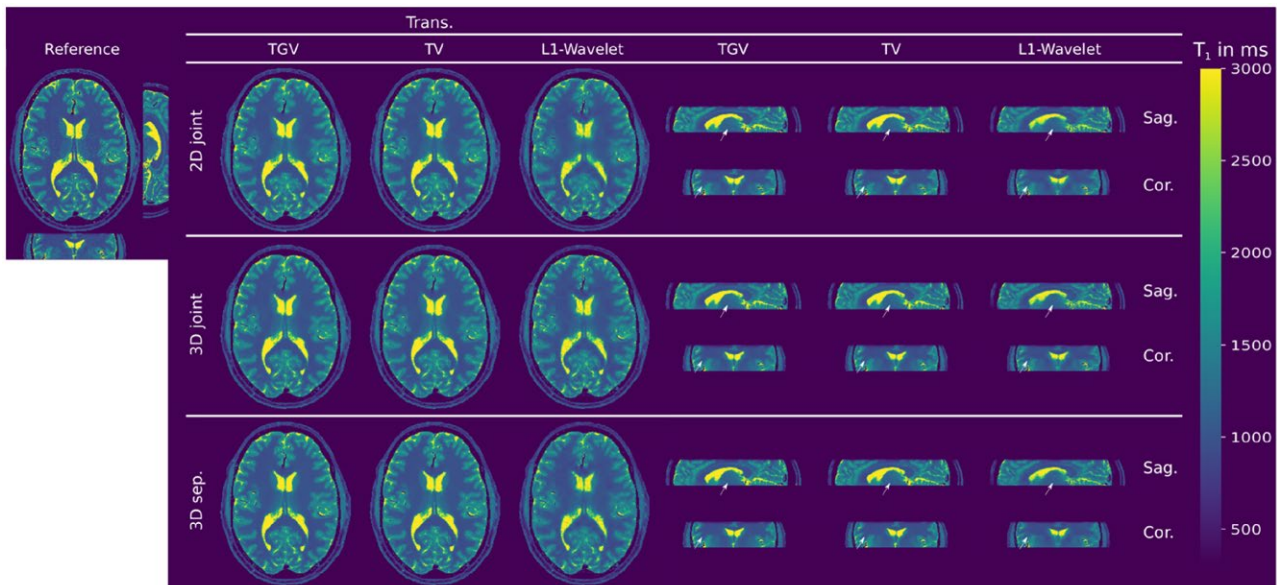 Trans.
Reference TGV TV L1-Wavelet TGV TV L1-Wavelet T₁ in ms
3000
2D joint
Sag.
2500
Cor.
2000
3D joint
Sag.
1500
Cor.
1000
3D sep.
Sag.
Cor.
500